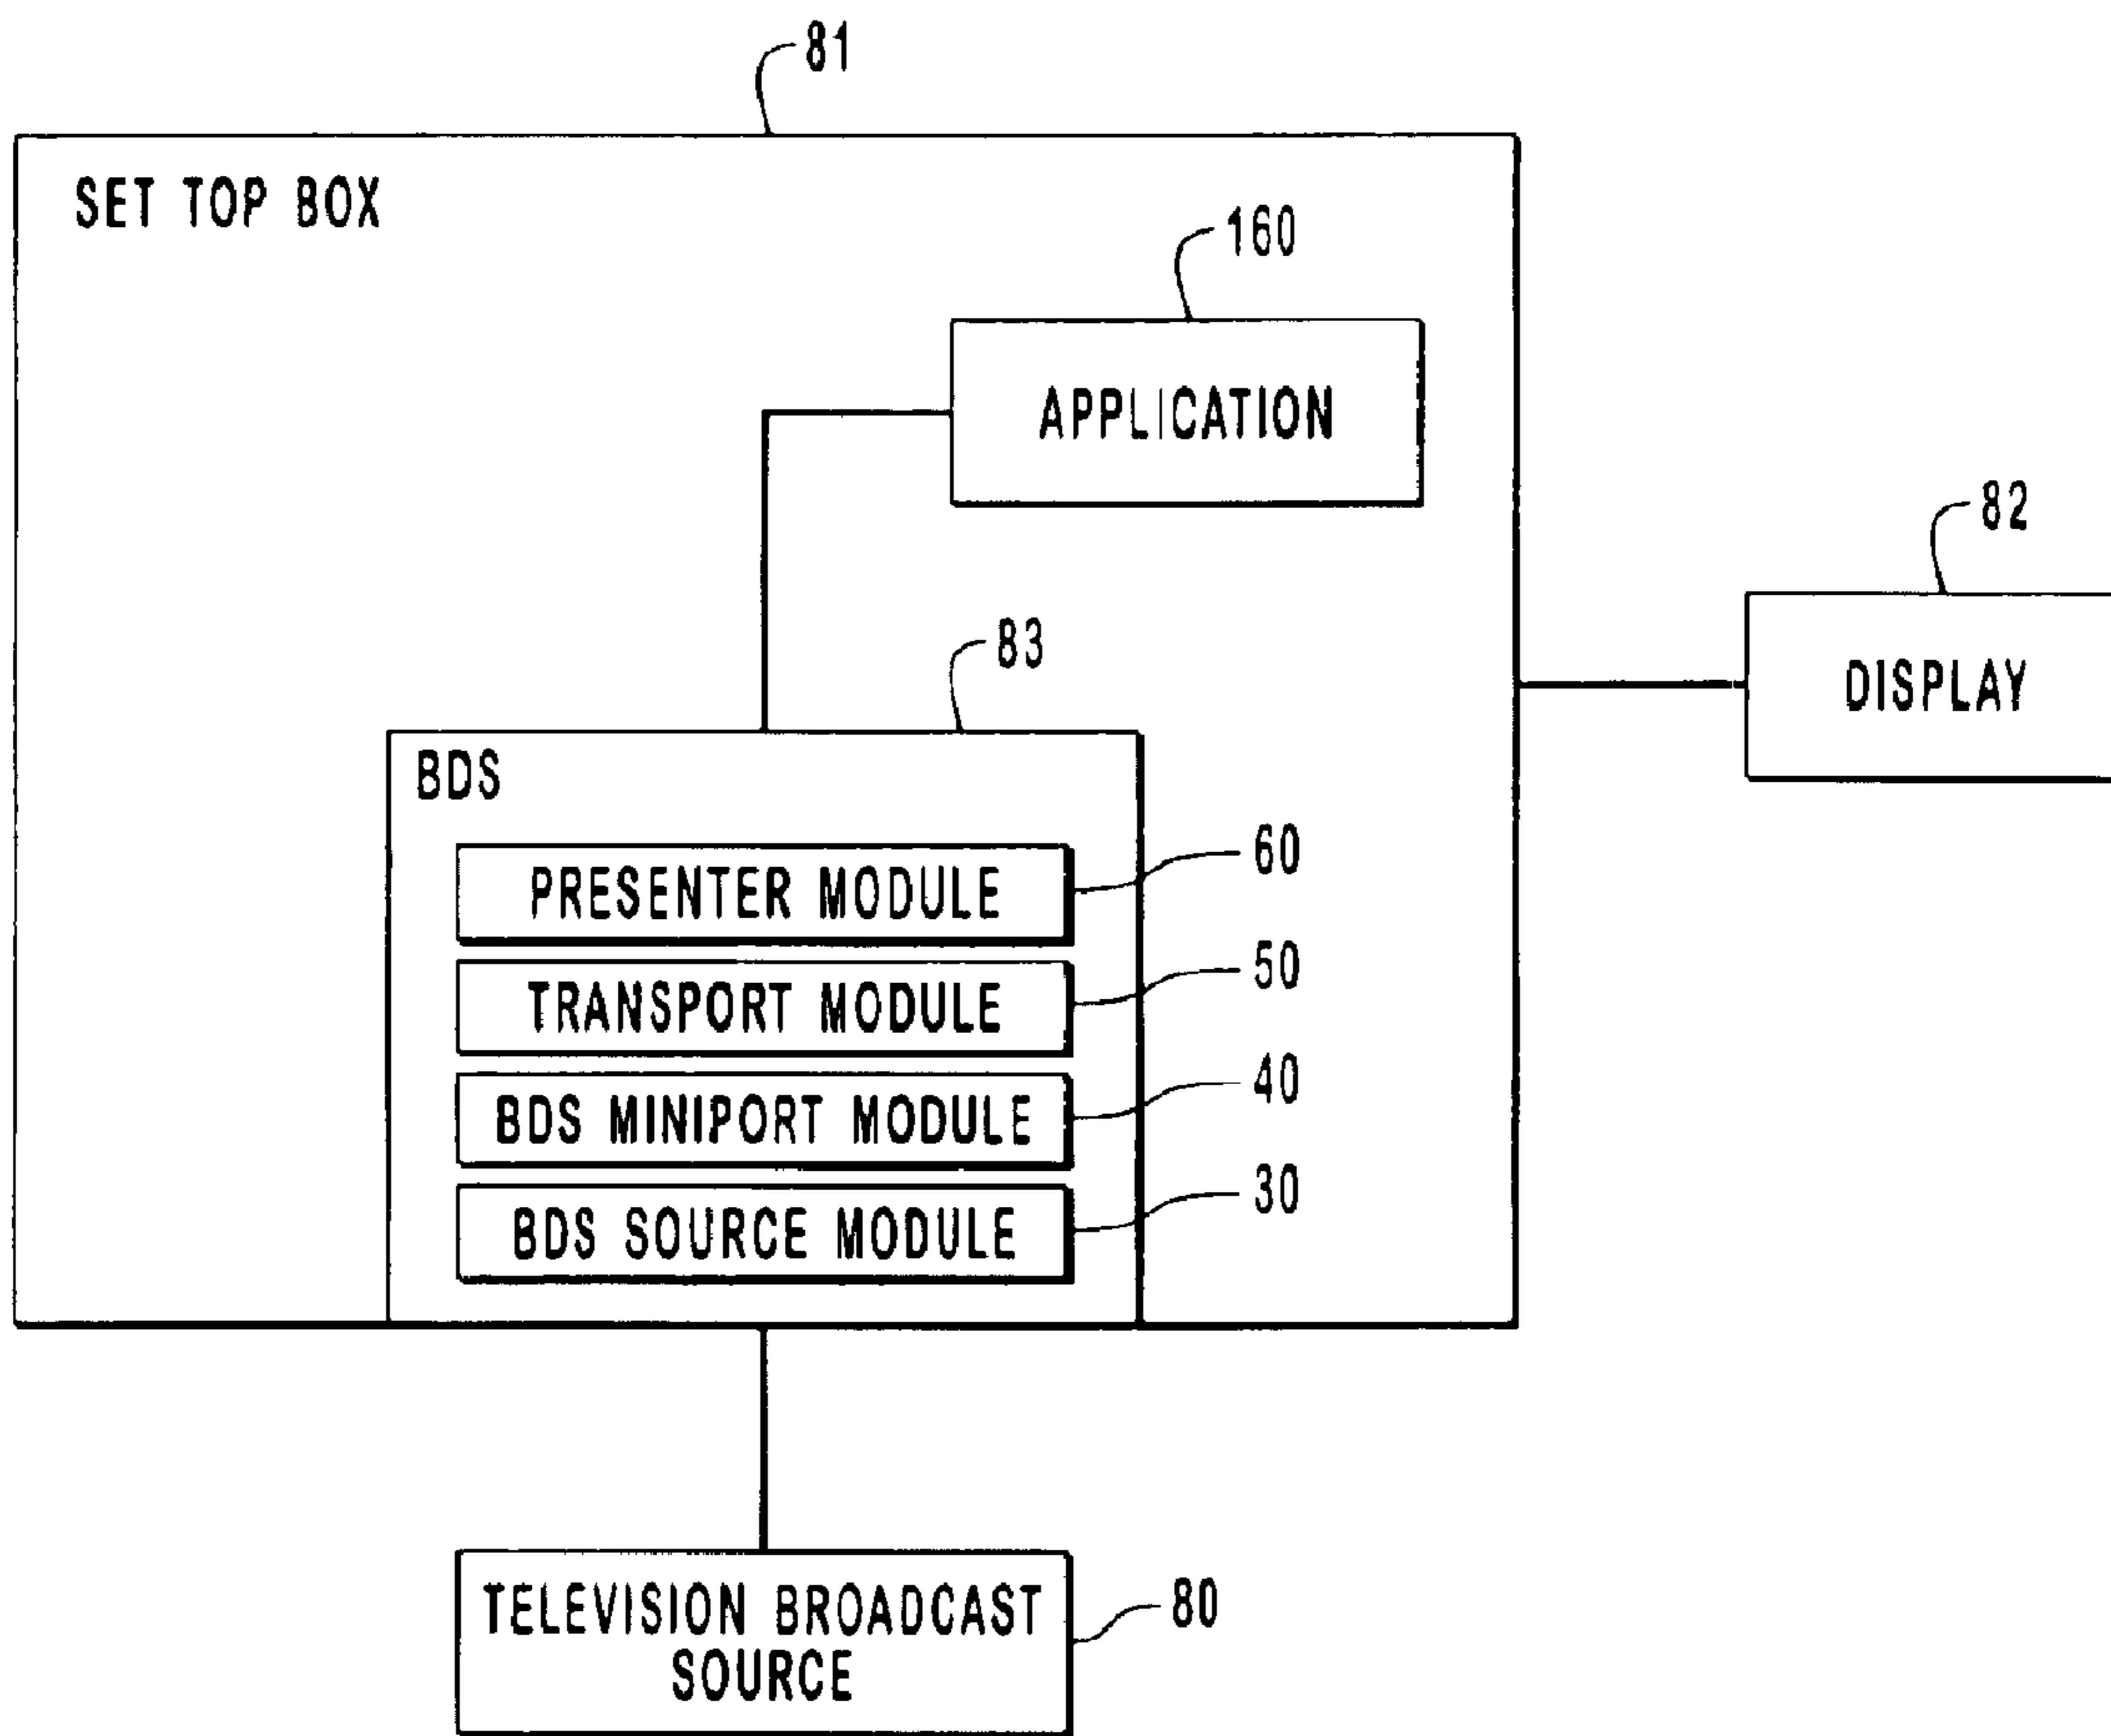 81
SET TOP BOX
160
APPLICATION
82
DISPLAY
83
BDS
PRESENTER MODULE
60
TRANSPORT MODULE
50
BDS MINIPORT MODULE
40
BDS SOURCE MODULE
30
TELEVISION BROADCAST
SOURCE
80